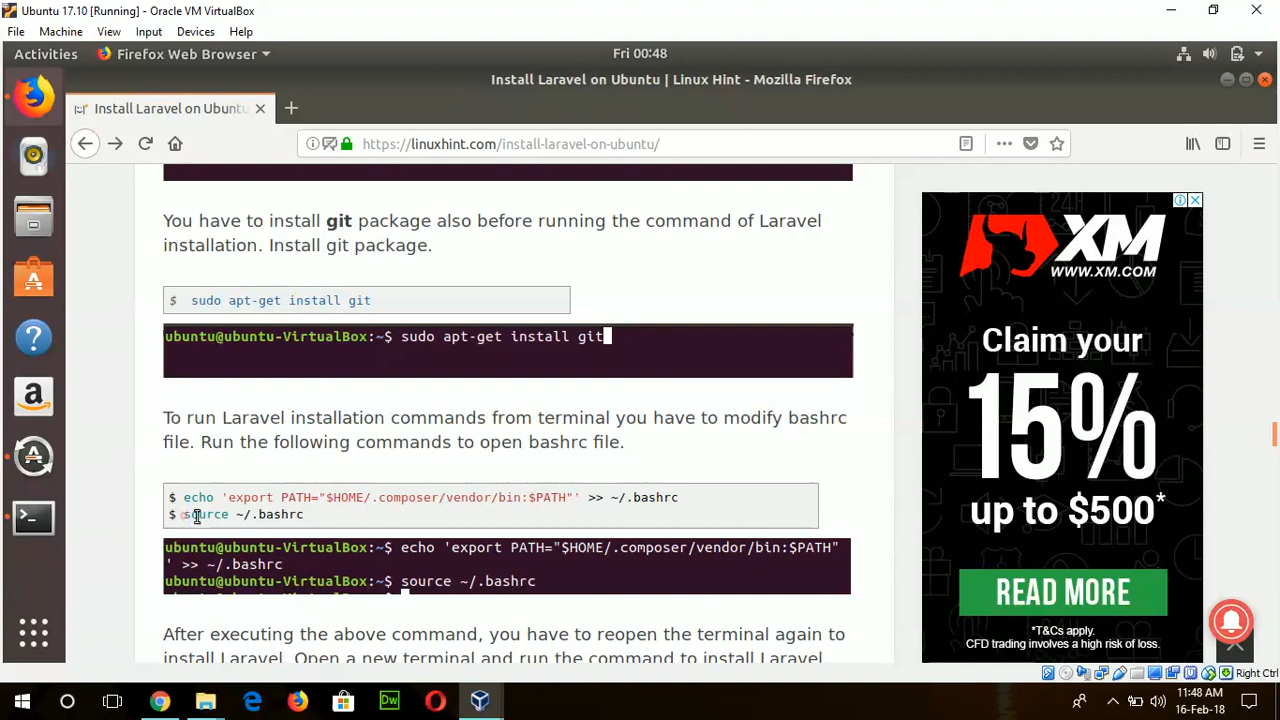 Ubuntu 17.10 [Running] - Oracle VM VirtualBox
File Machine View Input Devices Help
Activities Firefox Web Browser Fri 00:48
Install Laravel on Ubuntu | Linux Hint - Mozilla Firefox
Install Laravel on Ubuntu
https://linuxhint.com/install-laravel-on-ubuntu/
You have to install git package also before running the command of Laravel
installation. Install git package.
$ sudo apt-get install git
ubuntu@ubuntu-VirtualBox:~$ sudo apt-get install git
To run Laravel installation commands from terminal you have to modify bashrc
file. Run the following commands to open bashrc file.
$ echo 'export PATH="$HOME/.composer/vendor/bin:$PATH"' >> ~/.bashrc
$ source ~/.bashrc
ubuntu@ubuntu-VirtualBox:~$ echo 'export PATH="$HOME/.composer/vendor/bin:$PATH"
' >> ~/.bashrc
ubuntu@ubuntu-VirtualBox:~$ source ~/.bashrc
After executing the above command, you have to reopen the terminal again to
install Laravel. Open a new terminal and run the command to install Laravel
XM
WWW.XM.COM
Claim your
15%
up to $500*
READ MORE
*T&Cs apply.
CFD trading involves a high risk of loss.
Right Ctrl
Dw
11:48 AM
16-Feb-18